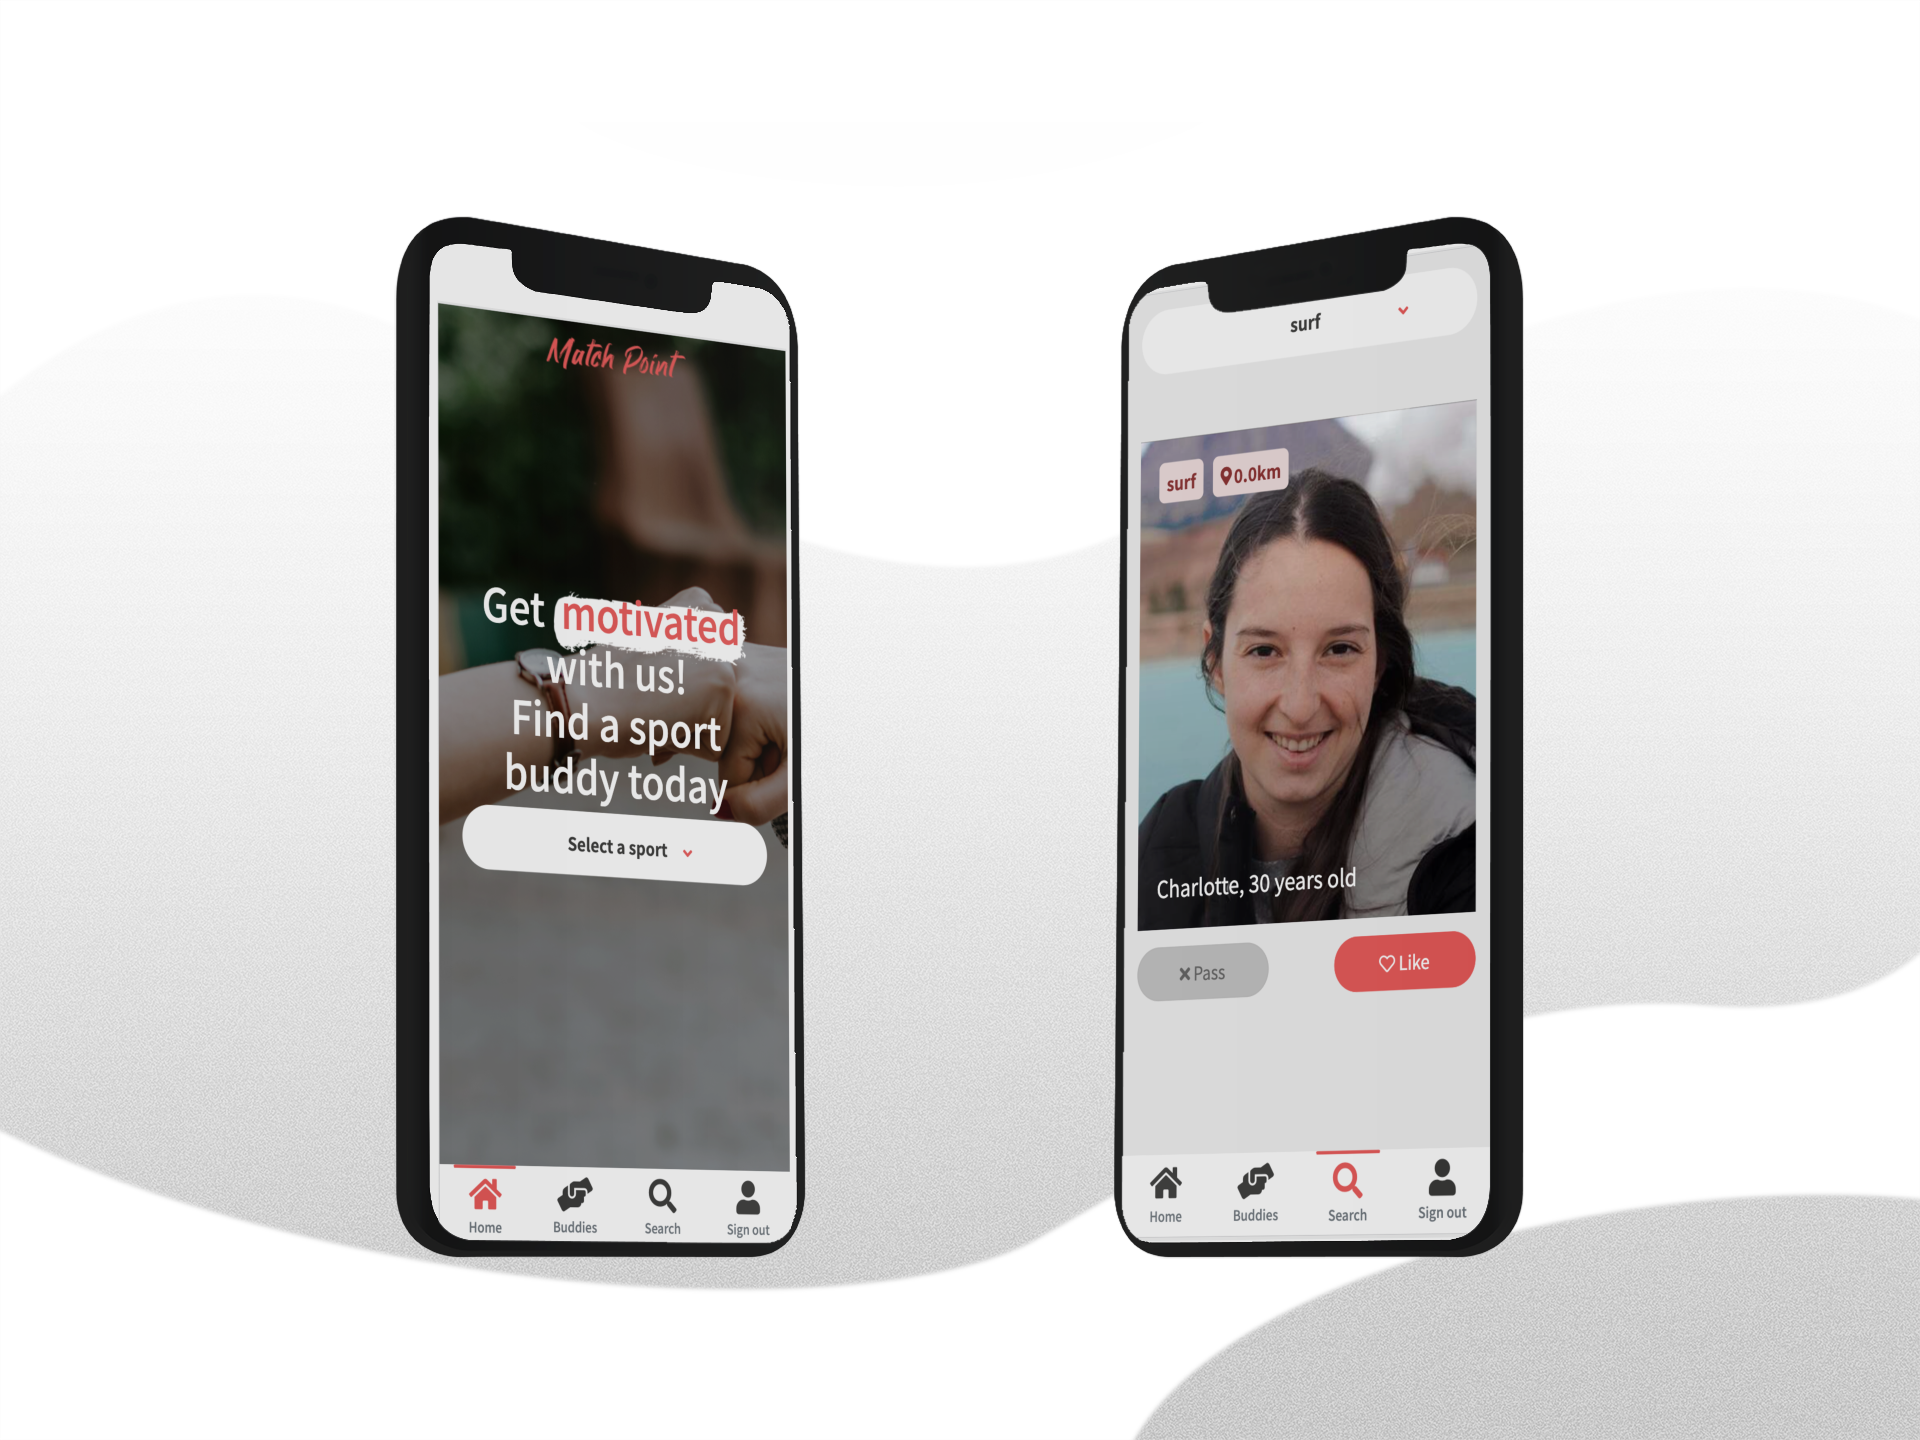 Match Point
Get motivated
with us!
Find a sport
buddy today
Select a sport
Home Buddies Search Sign out
surf
surf 0.0km
Charlotte, 30 years old
Pass Like
Home Buddies Search Sign out